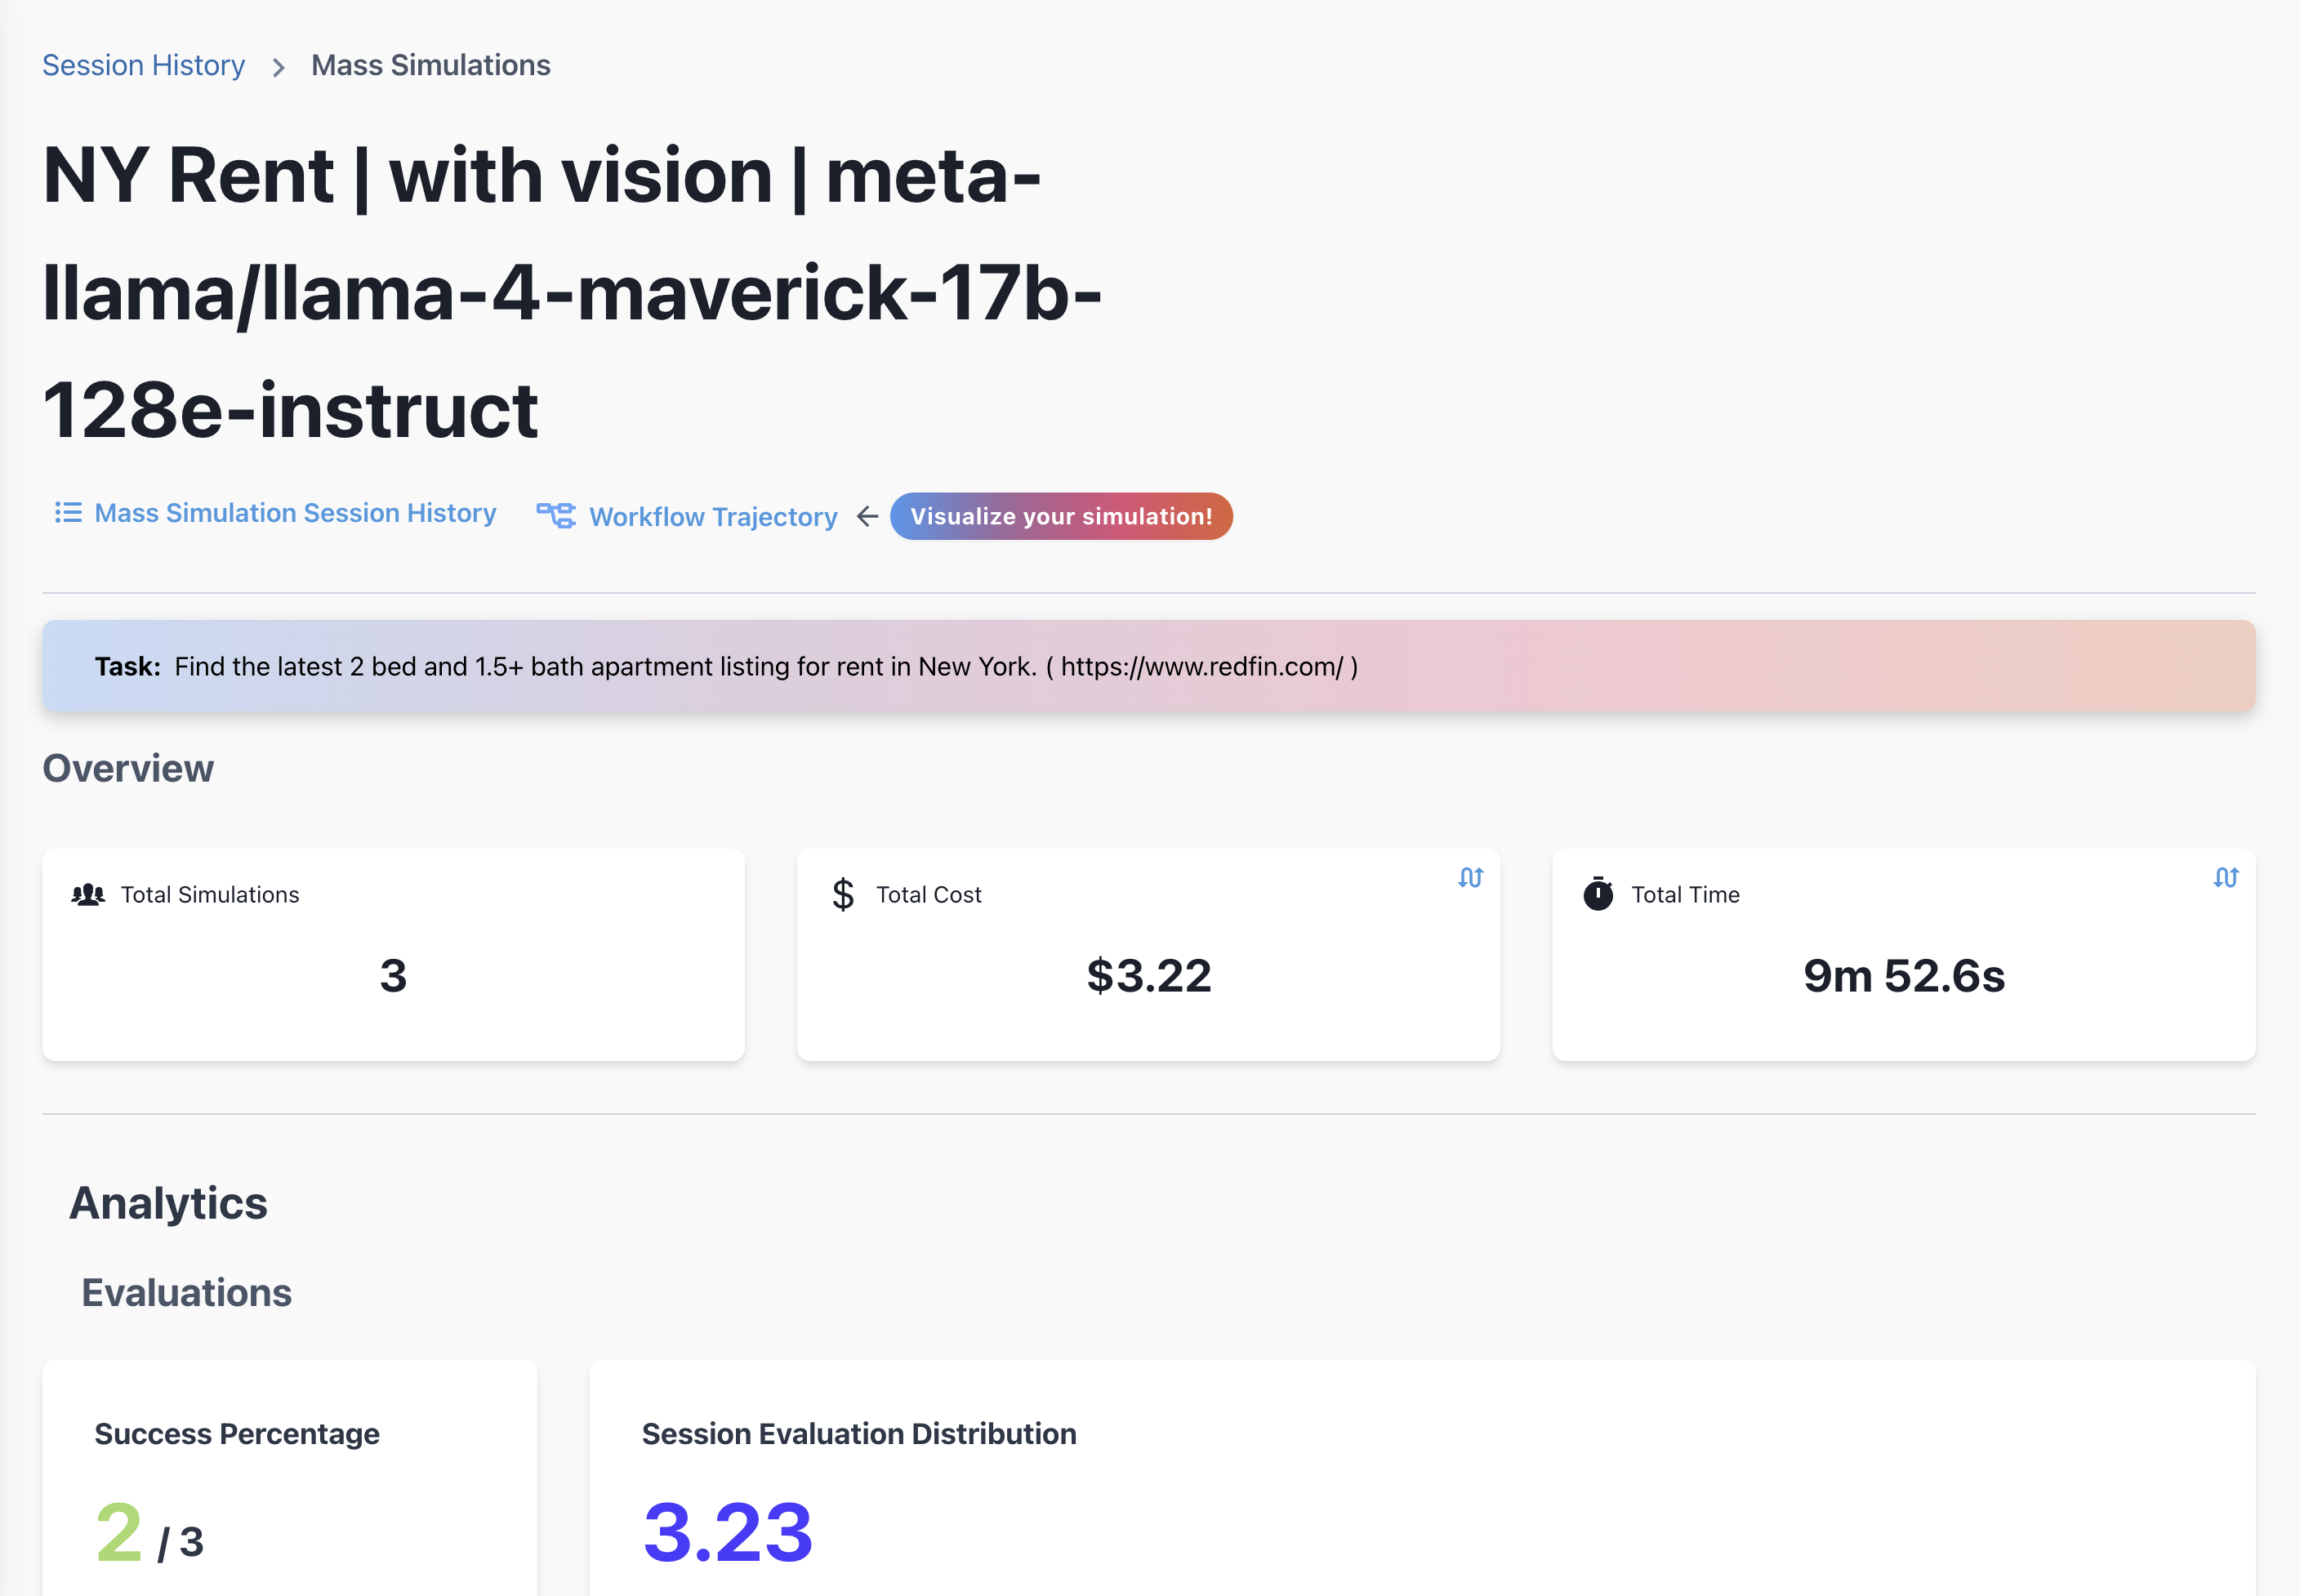 Session History > Mass Simulations
NY Rent | with vision | meta-
llama/llama-4-maverick-17b-
128e-instruct
Mass Simulation Session History Workflow Trajectory ← Visualize your simulation!
Task: Find the latest 2 bed and 1.5+ bath apartment listing for rent in New York. ( https://www.redfin.com/ )
Overview
Total Simulations
3
$ Total Cost
$3.22
Total Time
9m 52.6s
Analytics
Evaluations
Success Percentage
2 / 3
Session Evaluation Distribution
3.23